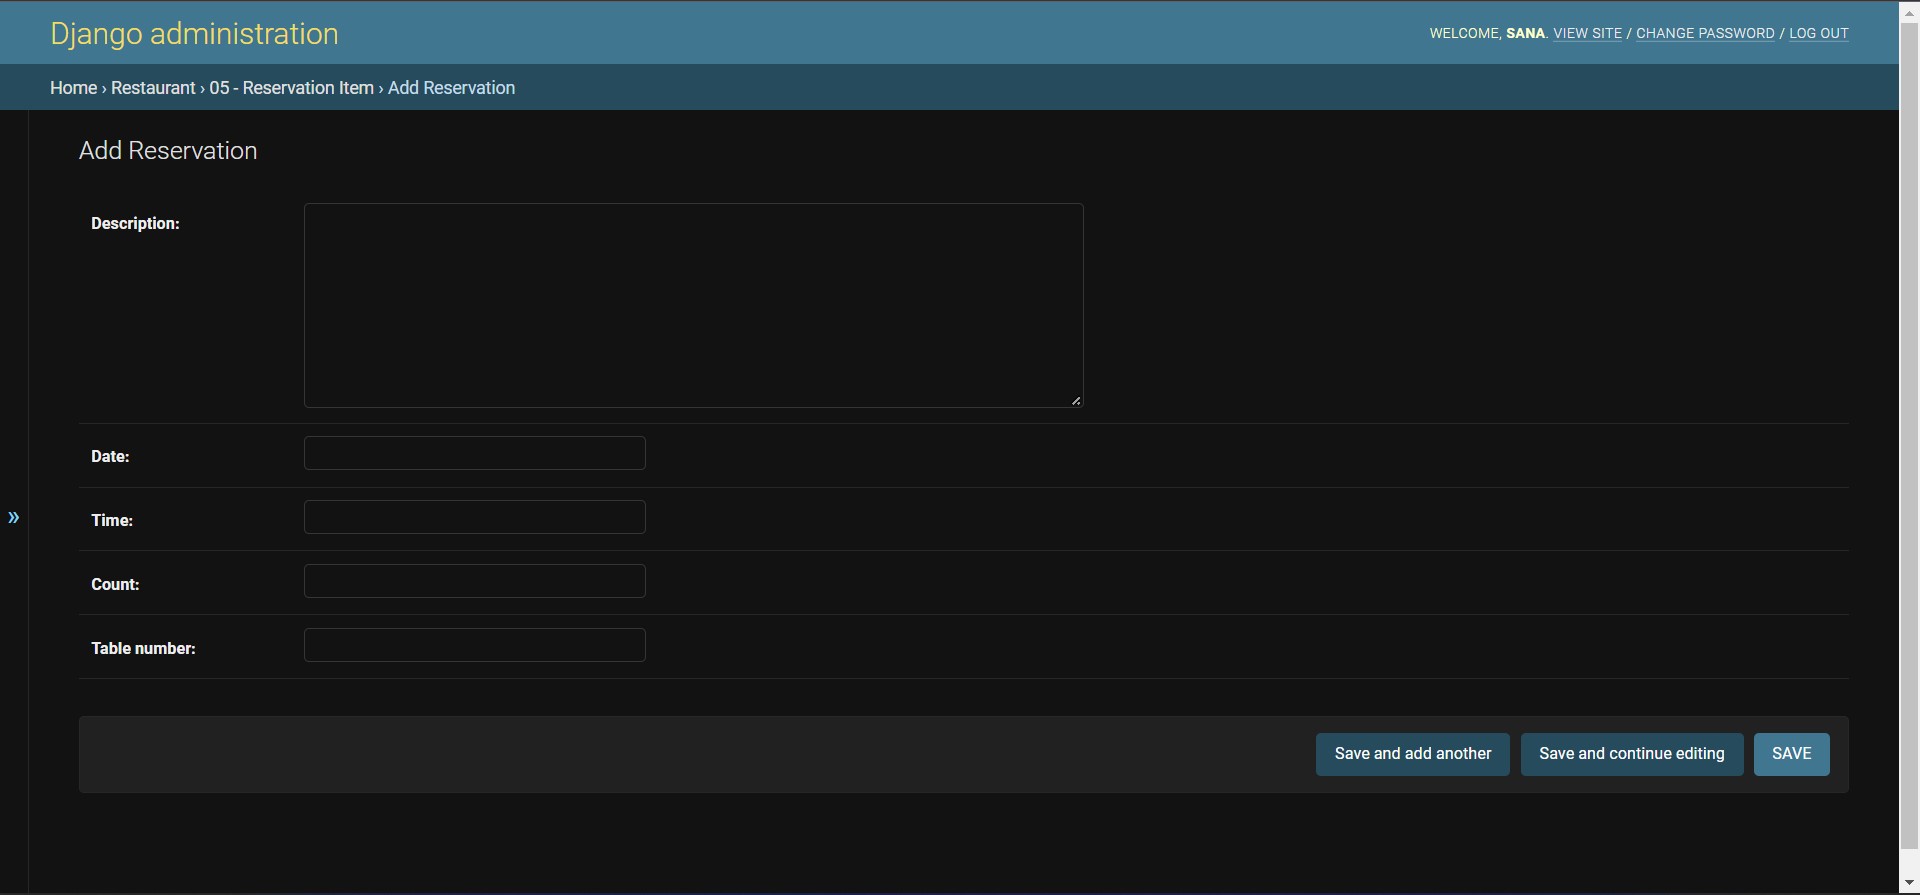 Django administration
WELCOME, SANA. VIEW SITE / CHANGE PASSWORD / LOG OUT
Home › Restaurant › 05 - Reservation Item › Add Reservation
Add Reservation
Description:
Date:
Time:
Count:
Table number:
»
Save and add another
Save and continue editing
SAVE